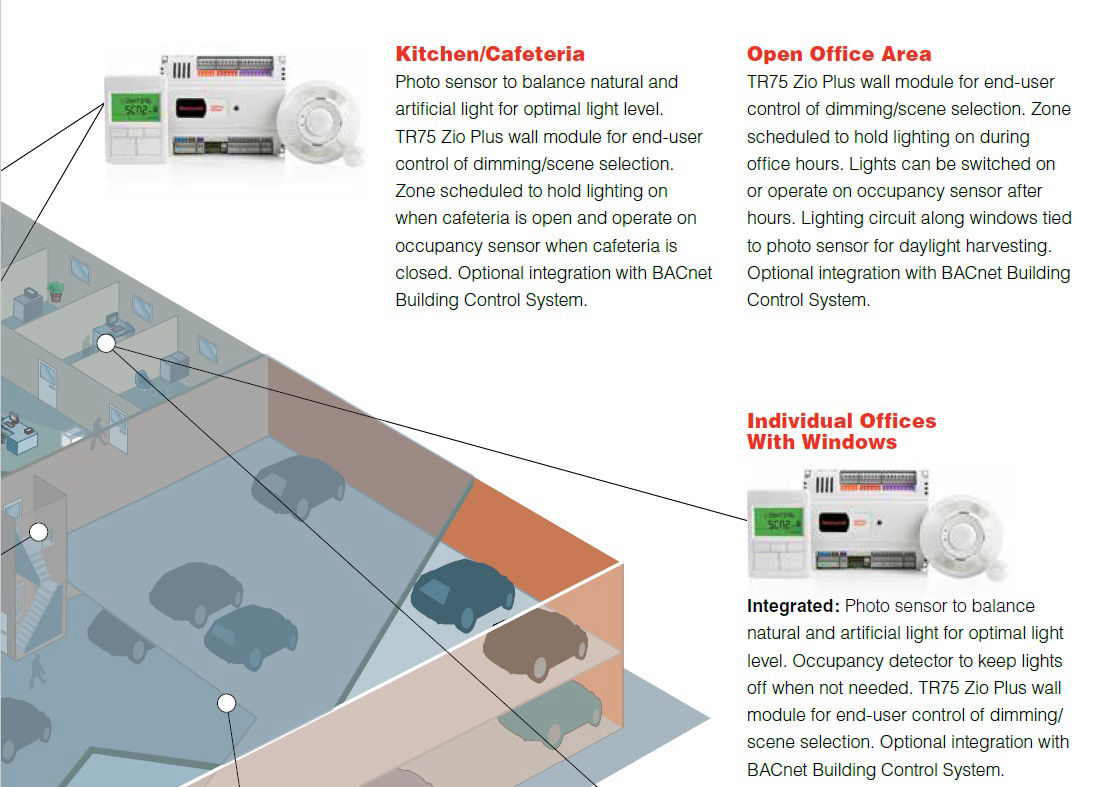 Kitchen/Cafeteria
Photo sensor to balance natural and
artificial light for optimal light level.
TR75 Zio Plus wall module for end-user
control of dimming/scene selection.
Zone scheduled to hold lighting on
when cafeteria is open and operate on
occupancy sensor when cafeteria is
closed. Optional integration with BACnet
Building Control System.
Open Office Area
TR75 Zio Plus wall module for end-user
control of dimming/scene selection. Zone
scheduled to hold lighting on during
office hours. Lights can be switched on
or operate on occupancy sensor after
hours. Lighting circuit along windows tied
to photo sensor for daylight harvesting.
Optional integration with BACnet Building
Control System.
Individual Offices
With Windows
Integrated: Photo sensor to balance
natural and artificial light for optimal light
level. Occupancy detector to keep lights
off when not needed. TR75 Zio Plus wall
module for end-user control of dimming/
scene selection. Optional integration with
BACnet Building Control System.